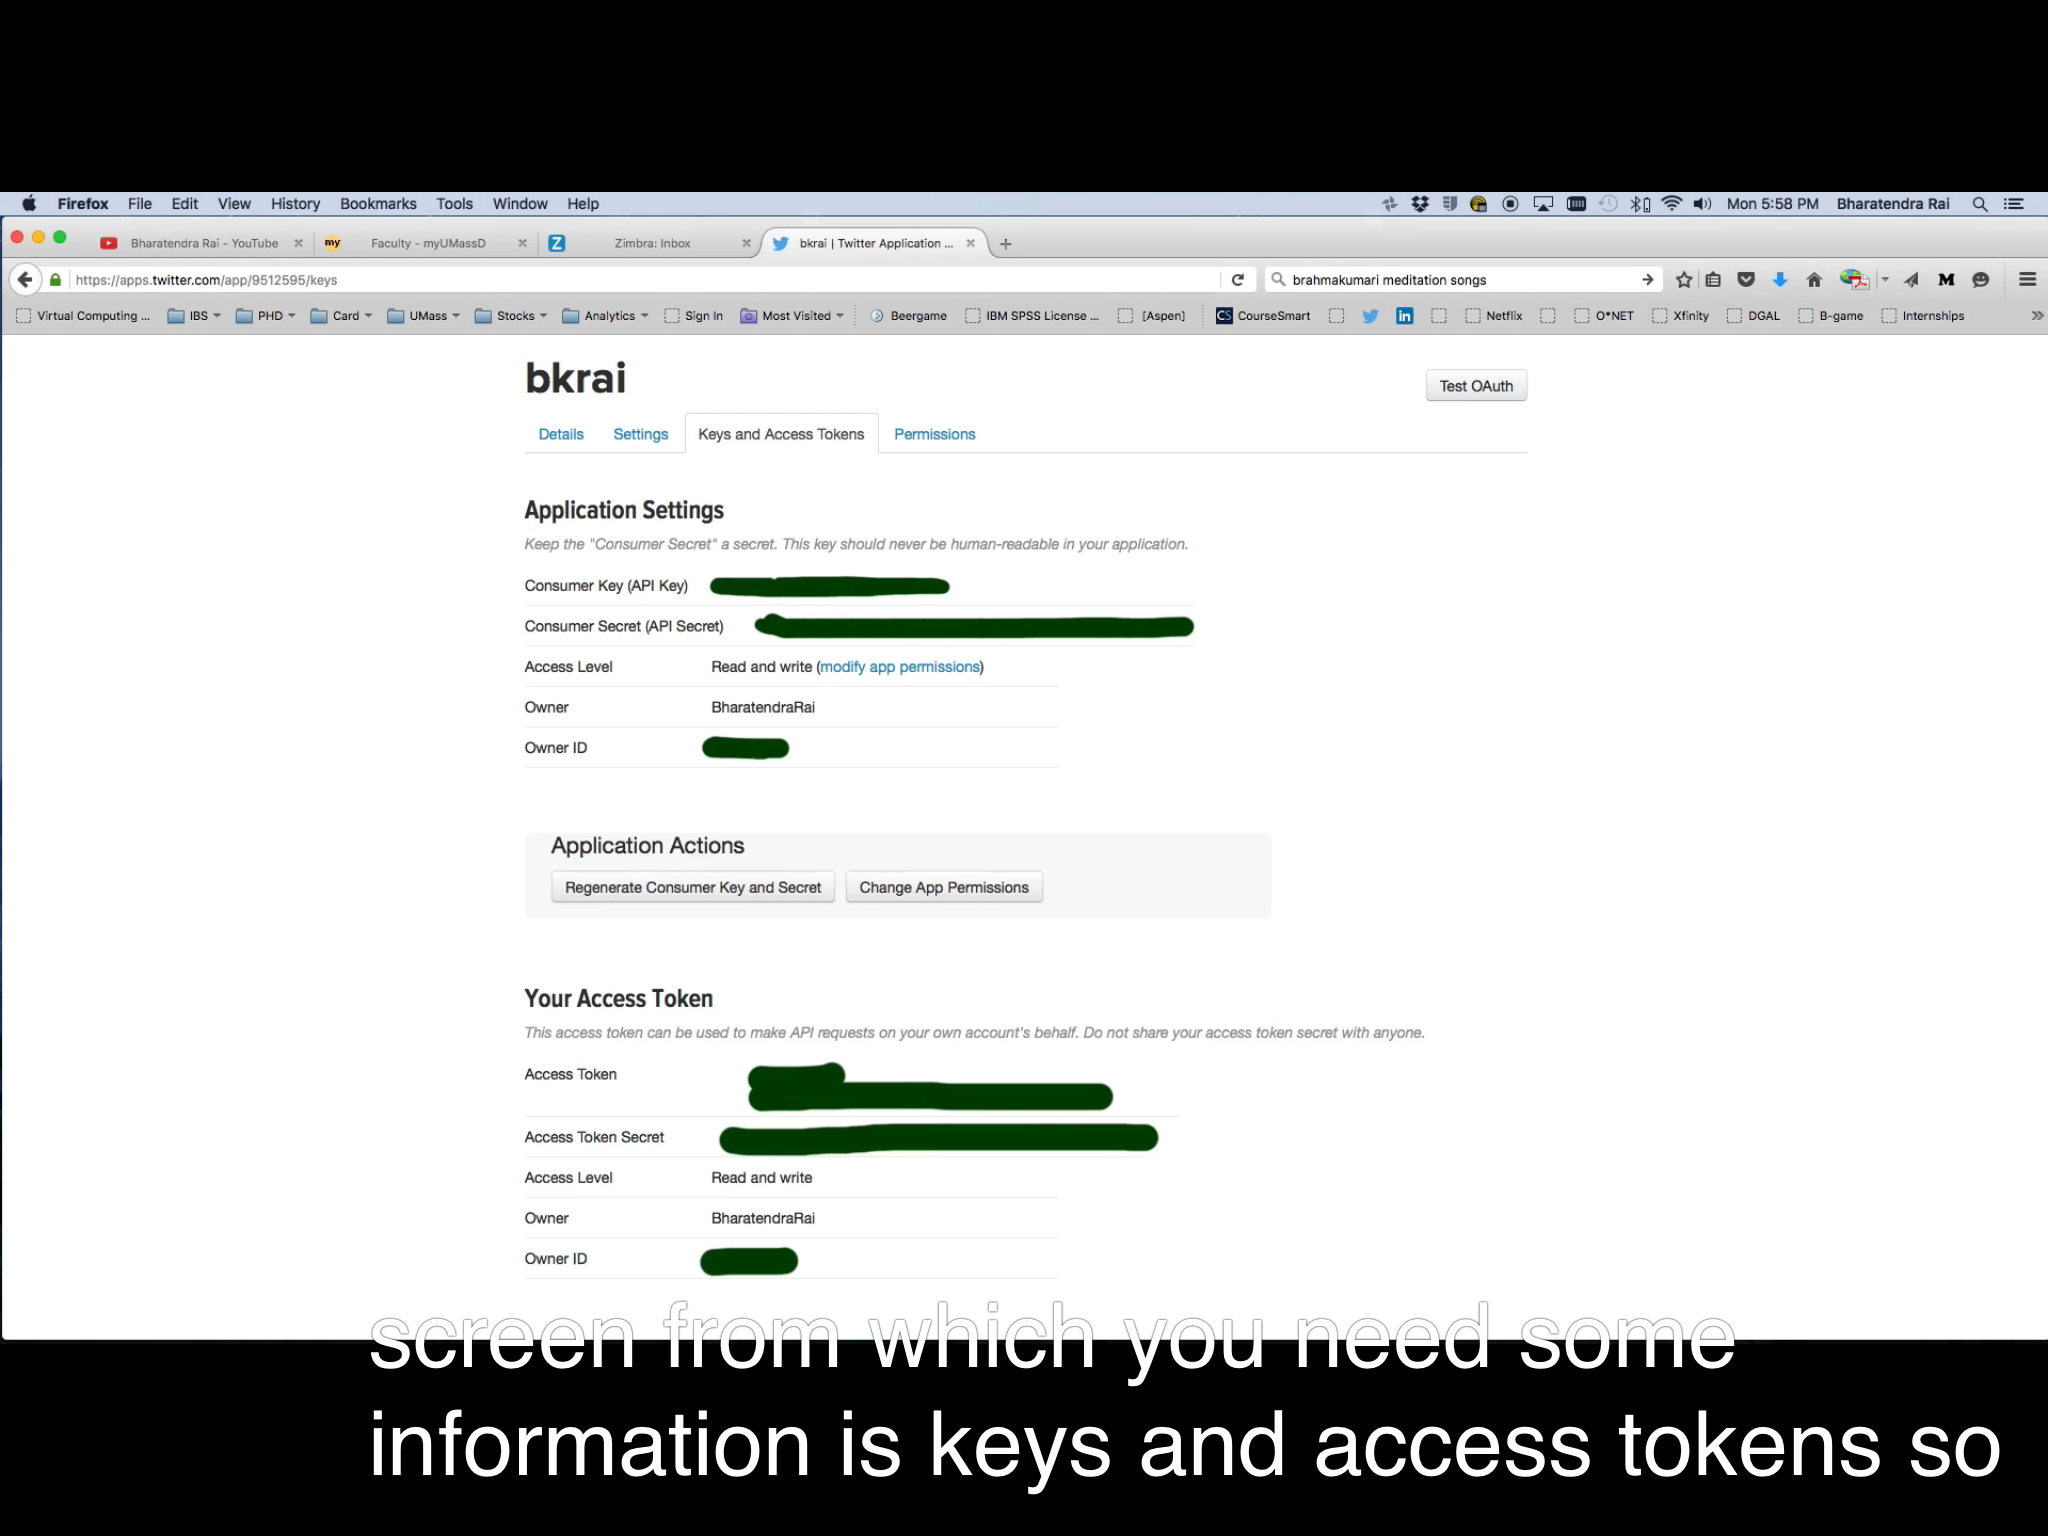 Firefox File Edit View History Bookmarks Tools Window Help Mon 5:58 PM Bharatendra Rai
Bharatendra Rai - YouTube my Faculty - myUMassD Z Zimbra: Inbox bkrai | Twitter Application ...
https://apps.twitter.com/app/9512595/keys brahmakumari meditation songs M
Virtual Computing ... IBS PHD Card UMass Stocks Analytics Sign In Most Visited Beergame IBM SPSS License ... [Aspen] CS CourseSmart in Netflix O*NET Xfinity DGAL B-game Internships
bkrai
Test OAuth
Details Settings Keys and Access Tokens Permissions
Application Settings
Keep the "Consumer Secret" a secret. This key should never be human-readable in your application.
Consumer Key (API Key)
Consumer Secret (API Secret)
Access Level Read and write (modify app permissions)
Owner BharatendraRai
Owner ID
Application Actions
Regenerate Consumer Key and Secret Change App Permissions
Your Access Token
This access token can be used to make API requests on your own account's behalf. Do not share your access token secret with anyone.
Access Token
Access Token Secret
Access Level Read and write
Owner BharatendraRai
Owner ID
screen from which you need some
information is keys and access tokens so